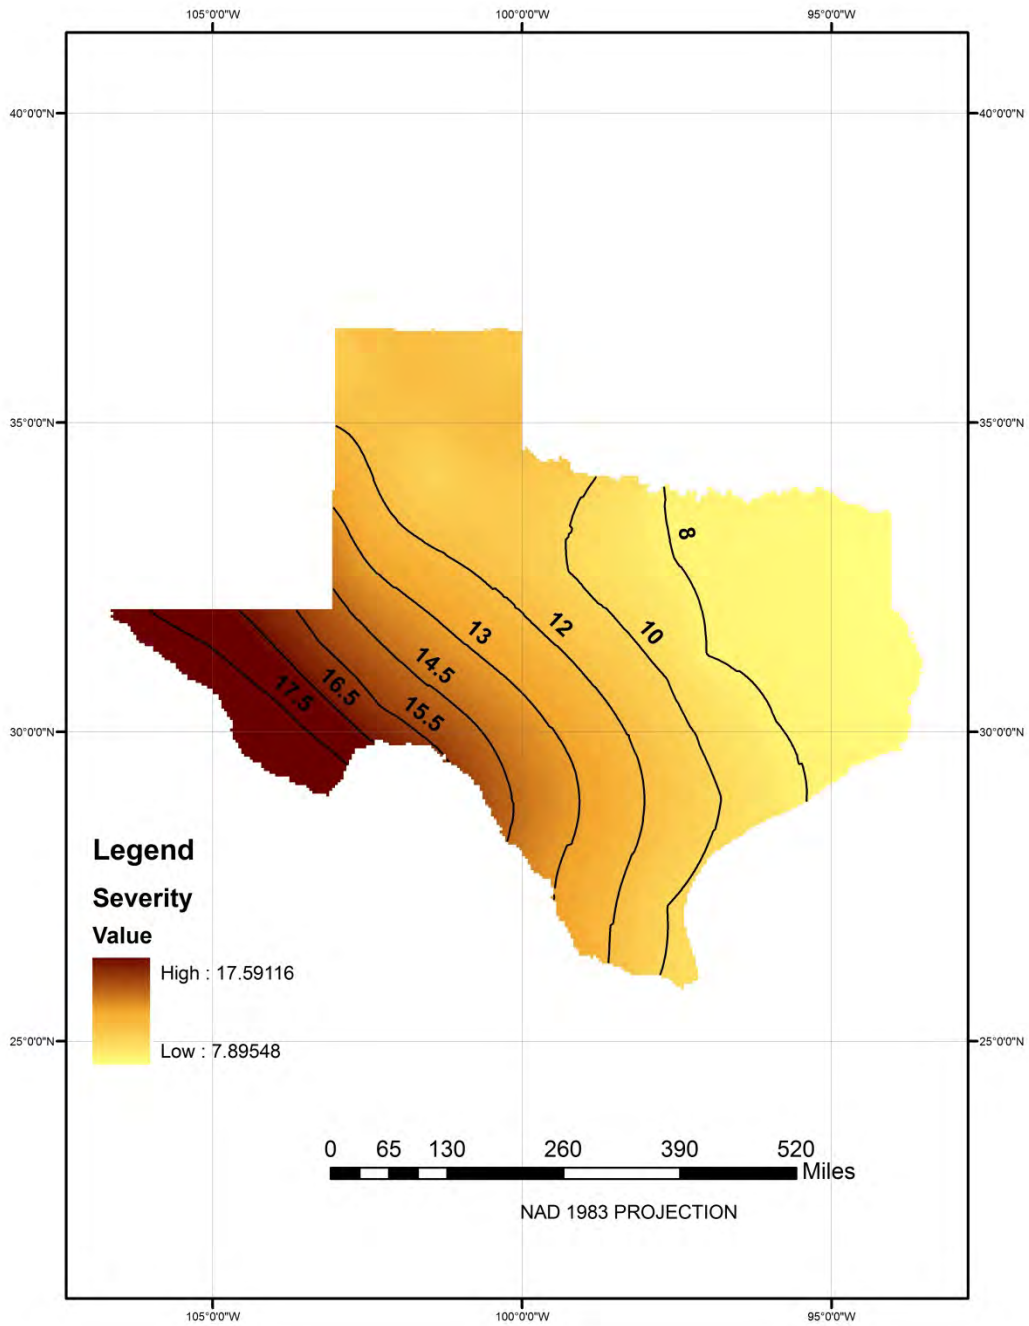 105°0'0"W 100°0'0"W 95°0'0"W
40°0'0"N 40°0'0"N
35°0'0"N 35°0'0"N
8
12
10
13
14.5
16.5
17.5
15.5
30°0'0"N 30°0'0"N
Legend
Severity
Value
High : 17.59116
Low : 7.89548
25°0'0"N 25°0'0"N
0 65 130 260 390 520
Miles
NAD 1983 PROJECTION
105°0'0"W 100°0'0"W 95°0'0"W